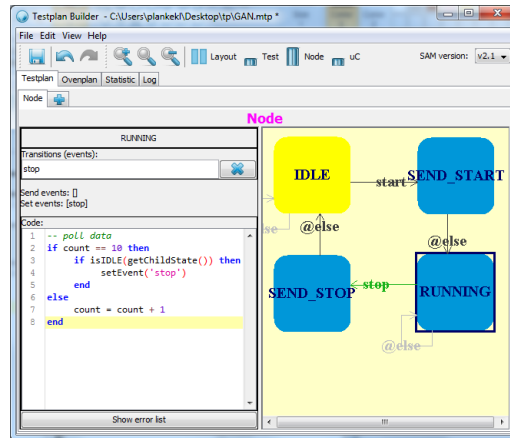 Testplan Builder - C:\Users\plankekl\Desktop\tp\GAN.mtp *
File Edit View Help
Layout Test Node uC SAM version: v2.1
Testplan Ovenplan Statistic Log
Node
Node
RUNNING
Transitions (events):
stop
Send events: []
Set events: [stop]
Code:
1 -- poll data
2 if count == 10 then
3 if isIDLE(getChildState()) then
4 setEvent('stop')
5 end
6 else
7 count = count + 1
8 end
Show error list
IDLE
start
SEND_START
else
@else
@else
SEND_STOP
stop
RUNNING
@else